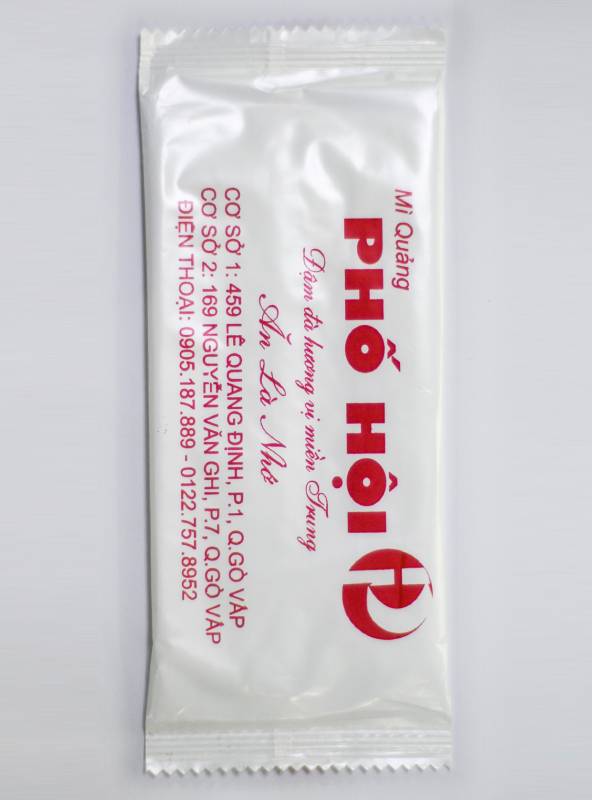 Mì Quảng
PHỐ HỘI
Đậm đà hương vị miền Trung
Ăn Là Nhớ
CƠ SỞ 1: 459 LÊ QUANG ĐỊNH, P.1, Q.GÒ VẤP
CƠ SỞ 2: 169 NGUYỄN VĂN GHI, P.7, Q.GÒ VẤP
ĐIỆN THOẠI: 0905.187.889 - 0122.757.8952